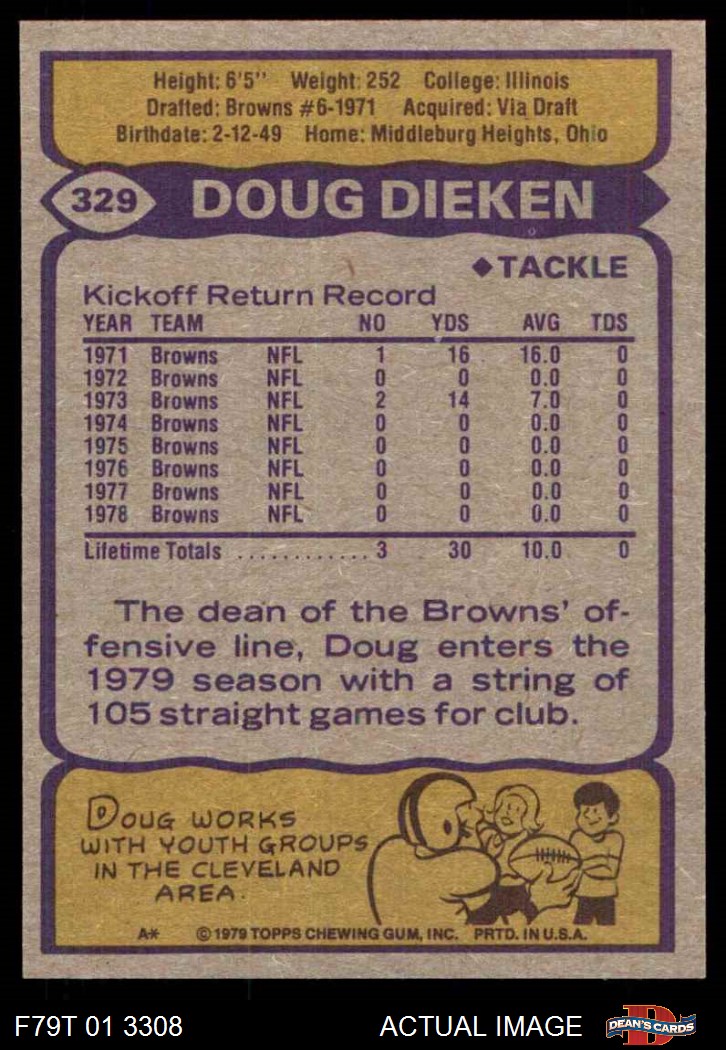 Height: 6'5'' Weight: 252 College: Illinois
Drafted: Browns #6-1971 Acquired: Via Draft
Birthdate: 2-12-49 Home: Middleburg Heights, Ohio
329 DOUG DIEKEN
◆TACKLE
Kickoff Return Record
YEAR TEAM NO YDS AVG TDS
1971 Browns NFL 1 16 16.0 0
1972 Browns NFL 0 0 0.0 0
1973 Browns NFL 2 14 7.0 0
1974 Browns NFL 0 0 0.0 0
1975 Browns NFL 0 0 0.0 0
1976 Browns NFL 0 0 0.0 0
1977 Browns NFL 0 0 0.0 0
1978 Browns NFL 0 0 0.0 0
Lifetime Totals ............ 3 30 10.0 0
The dean of the Browns' of-
fensive line, Doug enters the
1979 season with a string of
105 straight games for club.
DOUG WORKS
WITH YOUTH GROUPS
IN THE CLEVELAND
AREA.
A* ©1979 TOPPS CHEWING GUM, INC. PRTD. IN U.S.A.
F79T 01 3308 ACTUAL IMAGE D DEAN'S CARDS